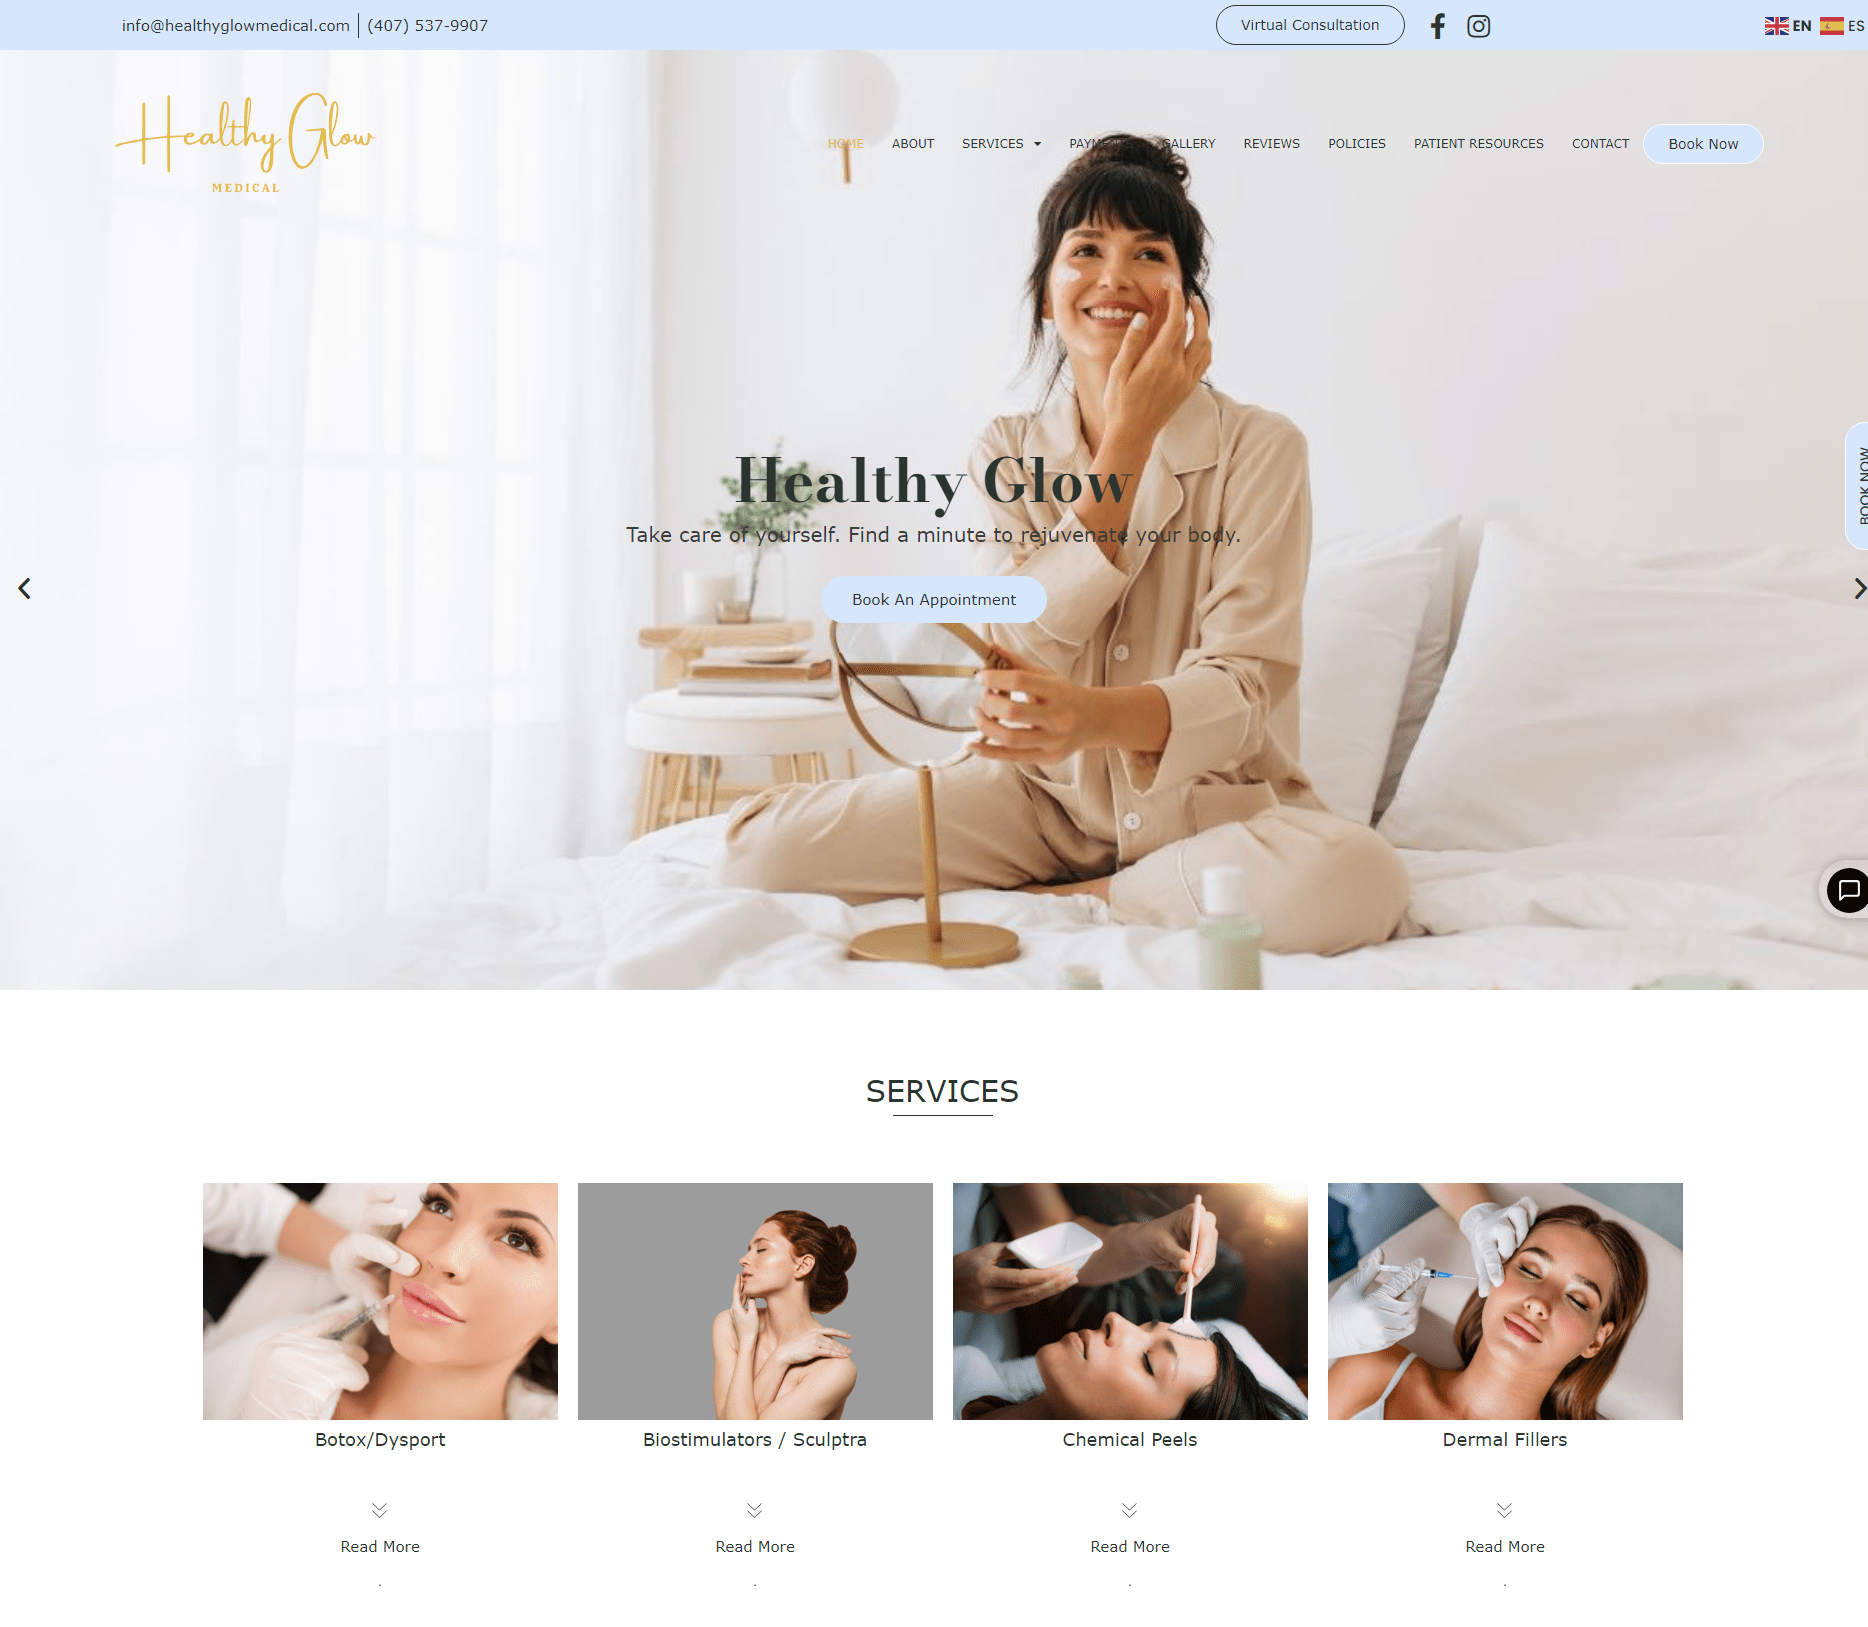 info@healthyglowmedical.com | (407) 537-9907
Virtual Consultation
EN ES
Healthy Glow
MEDICAL
HOME ABOUT SERVICES PAYMENT GALLERY REVIEWS POLICIES PATIENT RESOURCES CONTACT Book Now
BOOK NOW
Healthy Glow
Take care of yourself. Find a minute to rejuvenate your body.
Book An Appointment
SERVICES
Botox/Dysport
Read More
.
Biostimulators / Sculptra
Read More
.
Chemical Peels
Read More
.
Dermal Fillers
Read More
.